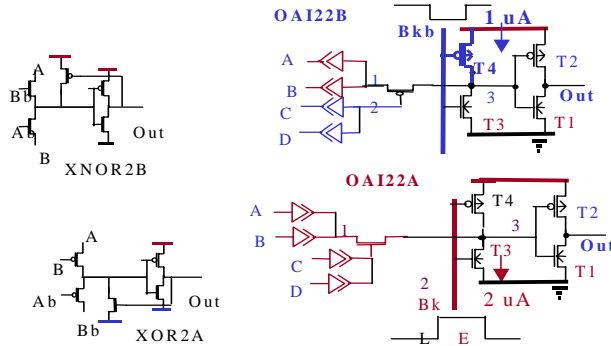 OAI22B
1 uA
Bkb
A
A
T4
T2
Bb
B
1
C
2
3
Out
Ab
Out
D
T3
T1
B
XNOR2B
OAI22A
T4
A
T2
A
B
1
3
Out
B
C
T3
T1
Ab
Out
D
2
Bk
2 uA
Bb
XOR2A
L
E